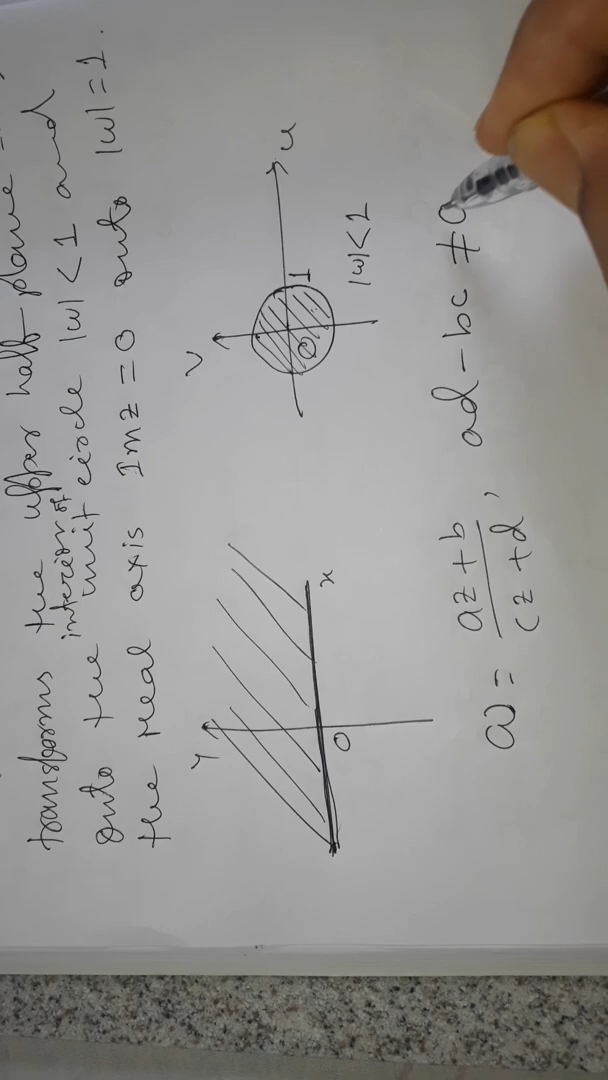 transforms the upper half-plane
onto the interior of unit circle |w| < 1 and
the real axis Imz = 0 onto |w| = 1.
Y
x
O
V
u
O
1
|w| < 1
ω = az + b / cz + d , ad - bc ≠ 0